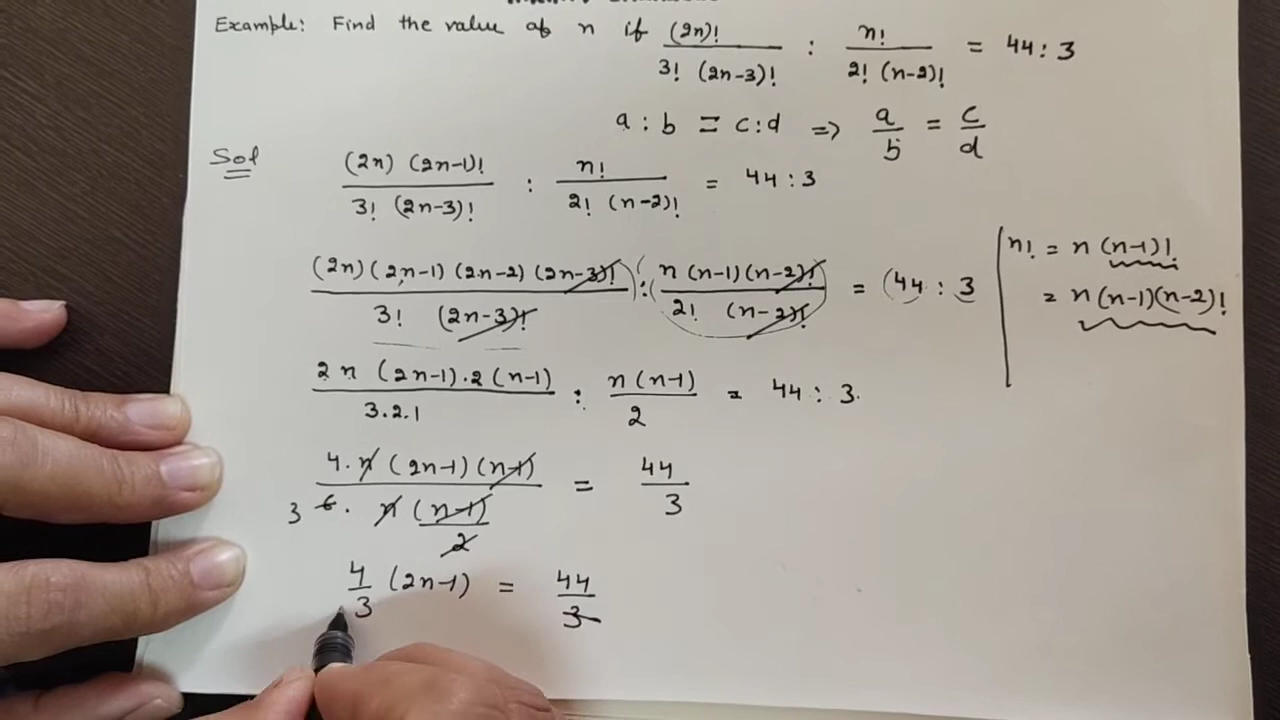 Example: Find the value of n if (2n)! / 3! (2n-3)! : n! / 2! (n-2)! = 44 : 3
a : b = c : d => a/b = c/d
Sol
(2n) (2n-1)! / 3! (2n-3)! : n! / 2! (n-2)! = 44 : 3
(2n) (2n-1) (2n-2) (2n-3)! / 3! (2n-3)! : n (n-1) (n-2)! / 2! (n-2)! = 44 : 3
n! = n (n-1)!
= n (n-1) (n-2)!
2n (2n-1) . 2 (n-1) / 3.2.1 : n (n-1) / 2 = 44 : 3.
4 . n (2n-1) (n-1) / 3 6 . n (n-1) / 2 = 44 / 3
4/3 (2n-1) = 44/3